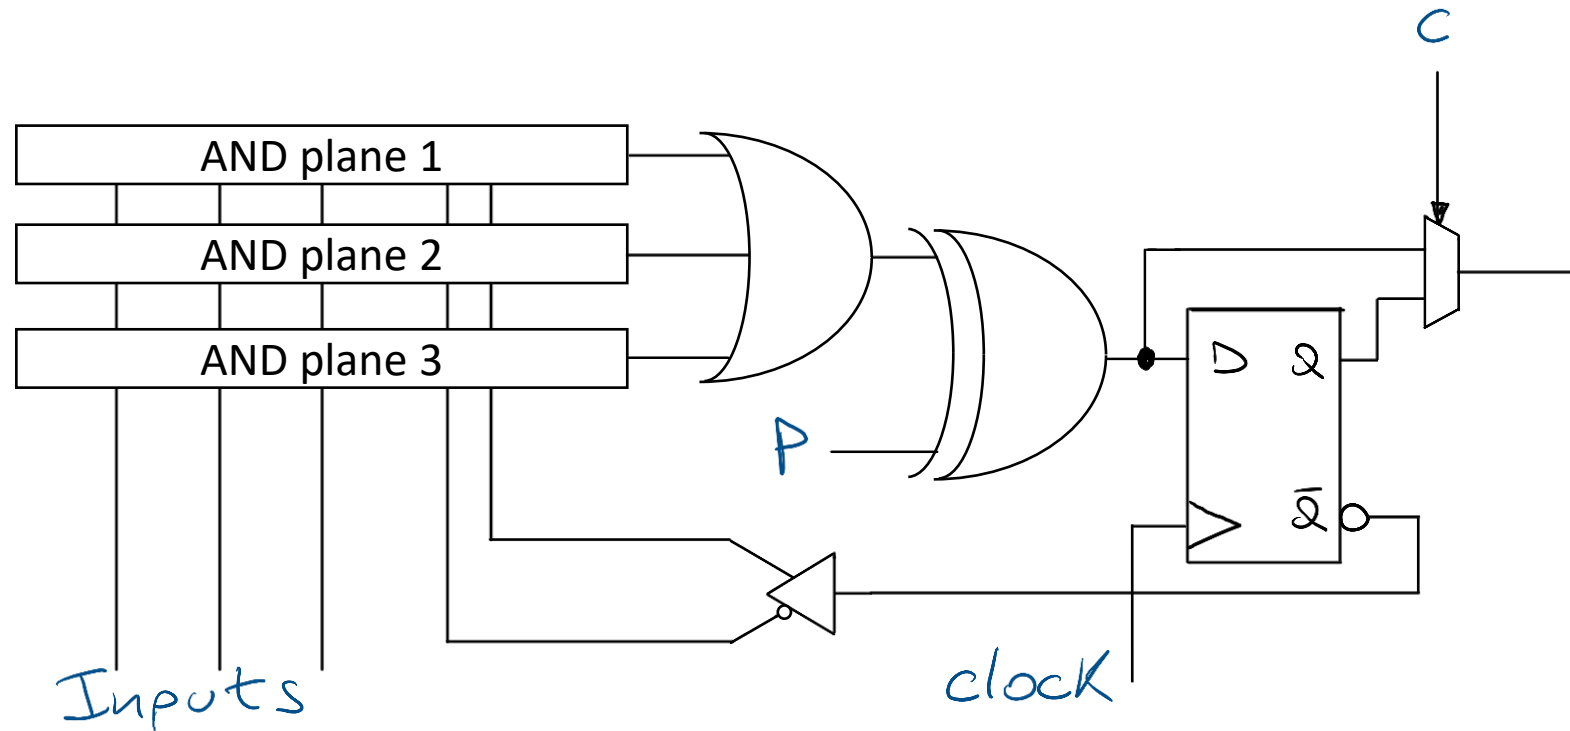 C
AND plane 1
AND plane 2
AND plane 3
D Q
P
Q̅
Inputs
clock